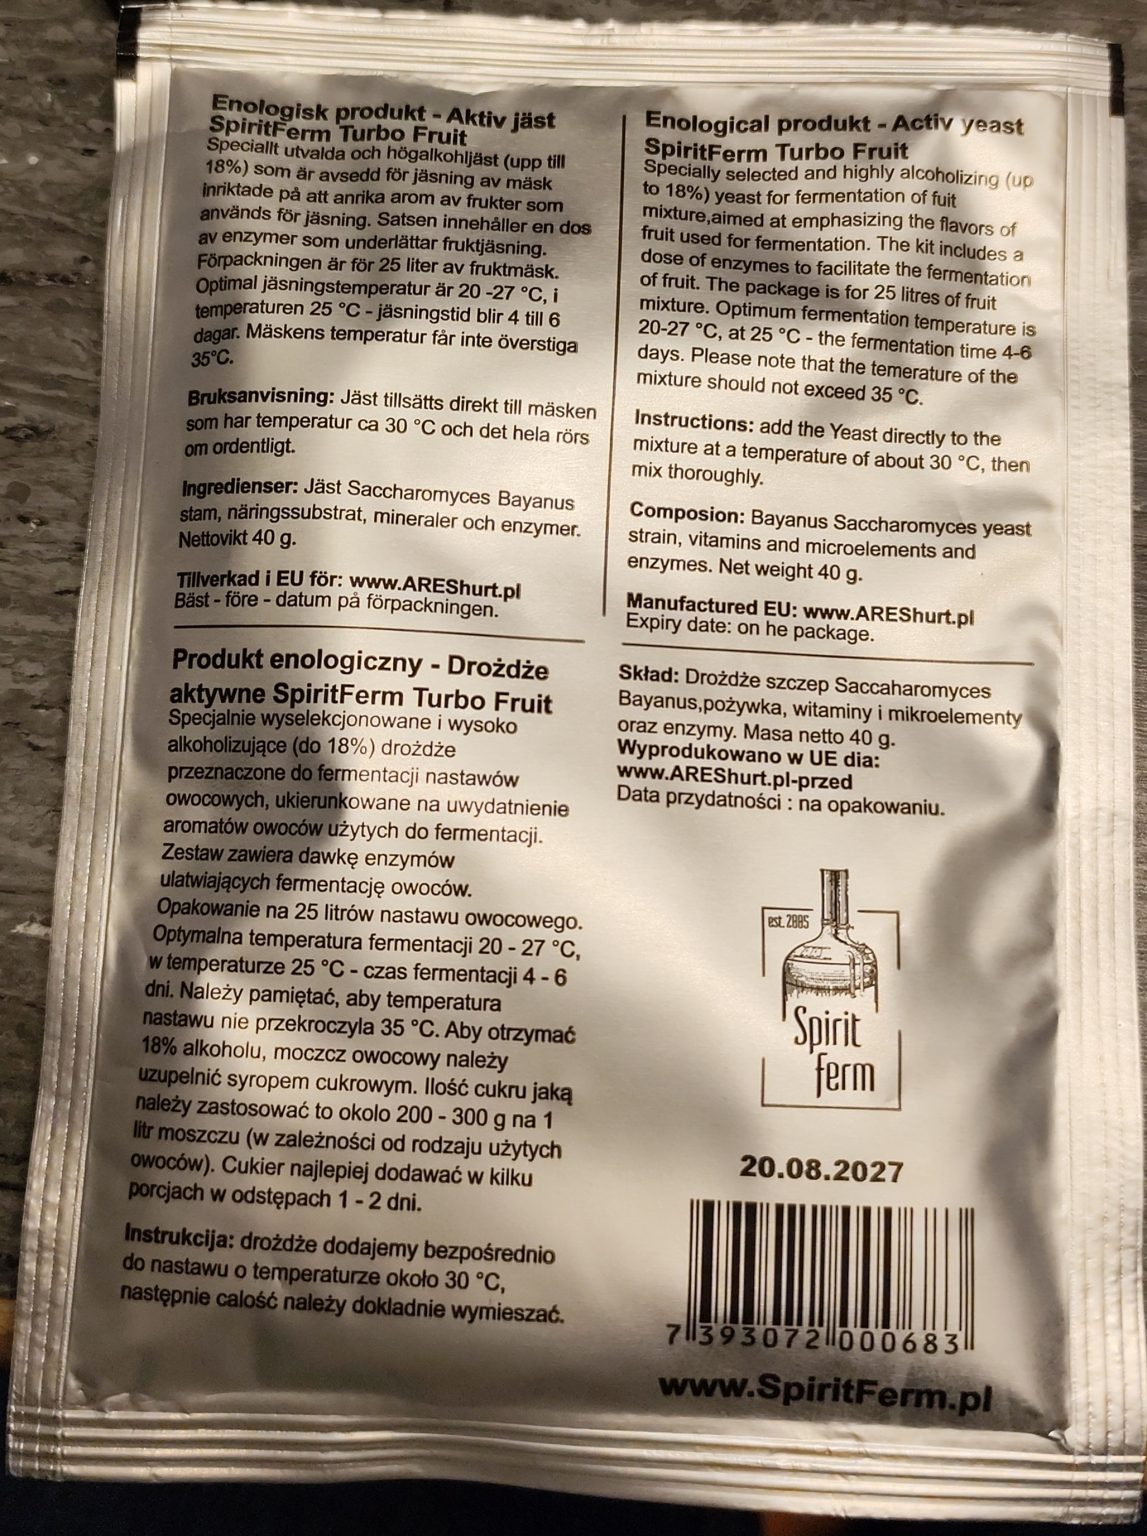 Enologisk produkt - Aktiv jäst
SpiritFerm Turbo Fruit
Speciallt utvalda och högalkohljäst (upp till
18%) som är avsedd för jäsning av mäsk
inriktade på att anrika arom av frukter som
används för jäsning. Satsen innehåller en dos
av enzymer som underlättar fruktjäsning.
Förpackningen är för 25 liter av fruktmäsk.
Optimal jäsningstemperatur är 20 -27 °C, i
temperaturen 25 °C - jäsningstid blir 4 till 6
dagar. Mäskens temperatur får inte överstiga
35°C.
Bruksanvisning: Jäst tillsätts direkt till mäsken
som har temperatur ca 30 °C och det hela rörs
om ordentligt.
Ingredienser: Jäst Saccharomyces Bayanus
stam, näringssubstrat, mineraler och enzymer.
Nettovikt 40 g.
Tillverkad i EU för: www.AREShurt.pl
Bäst - före - datum på förpackningen.
Enological produkt - Activ yeast
SpiritFerm Turbo Fruit
Specially selected and highly alcoholizing (up
to 18%) yeast for fermentation of fuit
mixture,aimed at emphasizing the flavors of
fruit used for fermentation. The kit includes a
dose of enzymes to facilitate the fermentation
of fruit. The package is for 25 litres of fruit
mixture. Optimum fermentation temperature is
20-27 °C, at 25 °C - the fermentation time 4-6
days. Please note that the temerature of the
mixture should not exceed 35 °C.
Instructions: add the Yeast directly to the
mixture at a temperature of about 30 °C, then
mix thoroughly.
Composion: Bayanus Saccharomyces yeast
strain, vitamins and microelements and
enzymes. Net weight 40 g.
Manufactured EU: www.AREShurt.pl
Expiry date: on he package.
Produkt enologiczny - Drożdże
aktywne SpiritFerm Turbo Fruit
Specjalnie wyselekcjonowane i wysoko
alkoholizujące (do 18%) drożdże
przeznaczone do fermentacji nastawów
owocowych, ukierunkowane na uwydatnienie
aromatów owoców użytych do fermentacji.
Zestaw zawiera dawkę enzymów
ulatwiających fermentację owoców.
Opakowanie na 25 litrów nastawu owocowego.
Optymalna temperatura fermentacji 20 - 27 °C,
w temperaturze 25 °C - czas fermentacji 4 - 6
dni. Należy pamiętać, aby temperatura
nastawu nie przekroczyla 35 °C. Aby otrzymać
18% alkoholu, moczcz owocowy należy
uzupelnić syropem cukrowym. Ilość cukru jaką
należy zastosować to okolo 200 - 300 g na 1
litr moszczu (w zależności od rodzaju użytych
owoców). Cukier najlepiej dodawać w kilku
porcjach w odstępach 1 - 2 dni.
Instrukcija: drożdże dodajemy bezpośrednio
do nastawu o temperaturze około 30 °C,
następnie calość należy dokladnie wymieszać.
Skład: Drożdże szczep Saccaharomyces
Bayanus,pożywka, witaminy i mikroelementy
oraz enzymy. Masa netto 40 g.
Wyprodukowano w UE dia:
www.AREShurt.pl-przed
Data przydatności : na opakowaniu.
est. 2005
Spirit
ferm
20.08.2027
7 393072 000683
www.SpiritFerm.pl